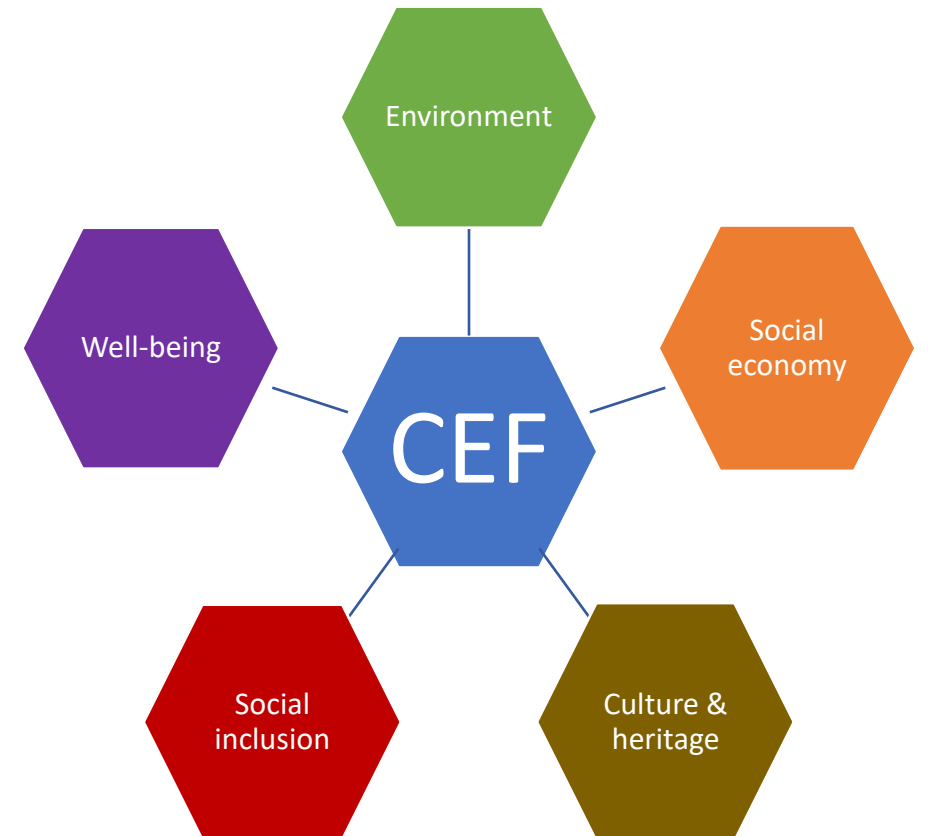 Environment
Well-being
Social
economy
CEF
Social
inclusion
Culture &
heritage